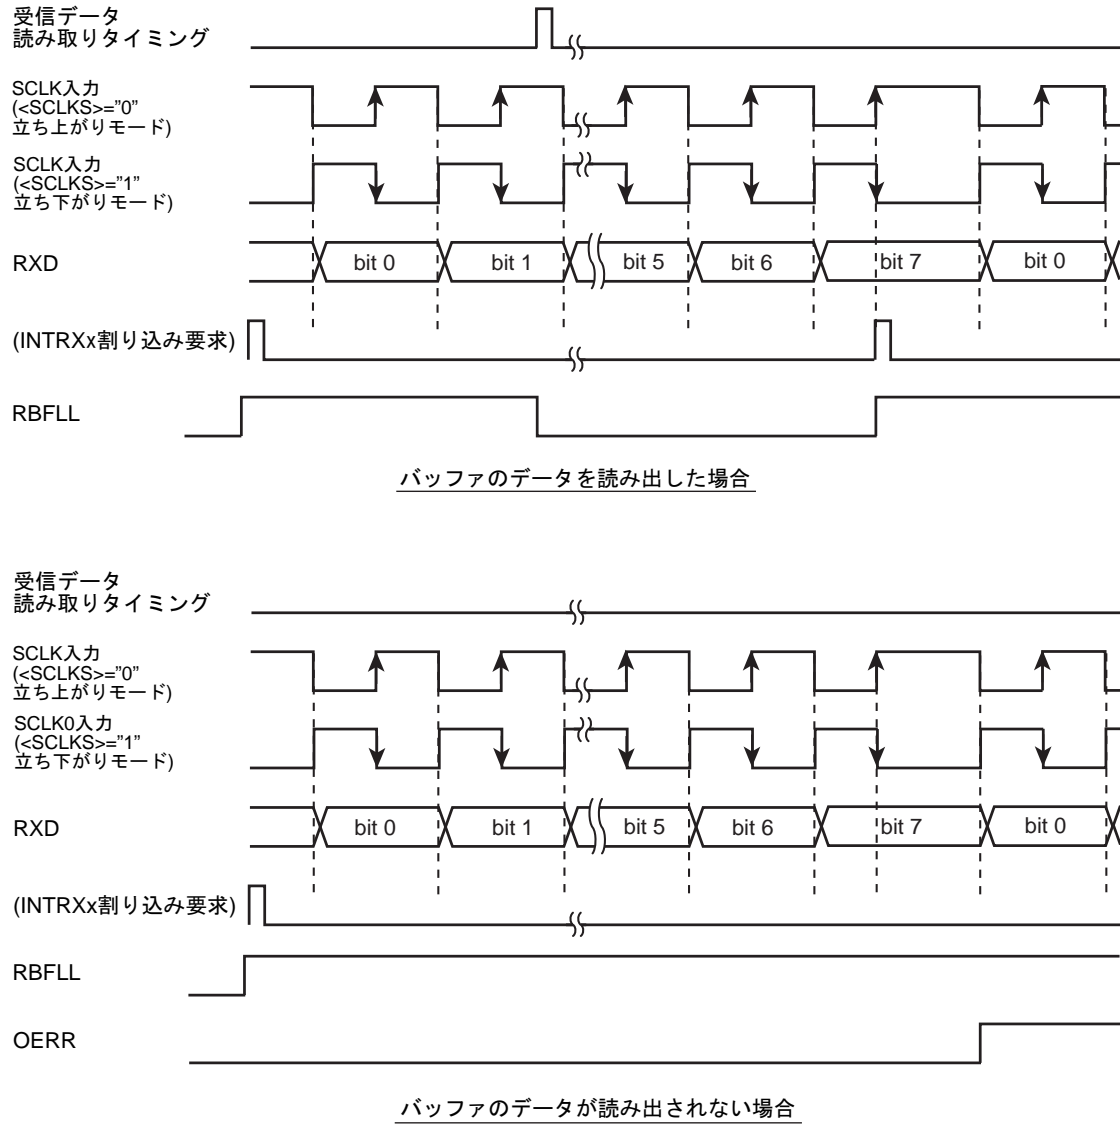 受信データ
読み取りタイミング
SCLK入力
(<SCLKS>="0"
立ち上がりモード)
SCLK入力
(<SCLKS>="1"
立ち下がりモード)
RXD
bit 0 bit 1 bit 5 bit 6 bit 7 bit 0
(INTRXx割り込み要求)
RBFLL
バッファのデータを読み出した場合
受信データ
読み取りタイミング
SCLK入力
(<SCLKS>="0"
立ち上がりモード)
SCLK0入力
(<SCLKS>="1"
立ち下がりモード)
RXD
bit 0 bit 1 bit 5 bit 6 bit 7 bit 0
(INTRXx割り込み要求)
RBFLL
OERR
バッファのデータが読み出されない場合